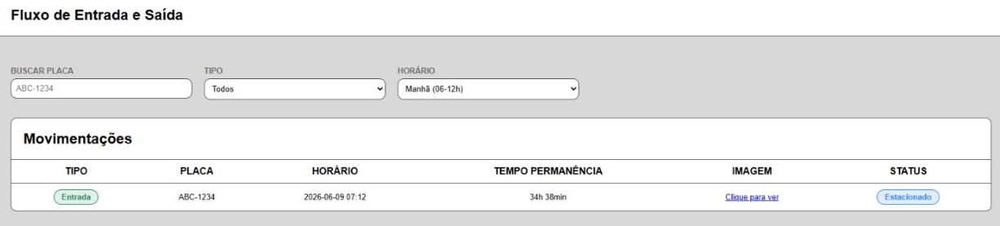 Fluxo de Entrada e Saída
BUSCAR PLACA TIPO HORÁRIO
ABC-1234 Todos Manhã (06-12h)
Movimentações
TIPO PLACA HORÁRIO TEMPO PERMANÊNCIA IMAGEM STATUS
Entrada ABC-1234 2026-06-09 07:12 34h 38min Clique para ver Estacionado